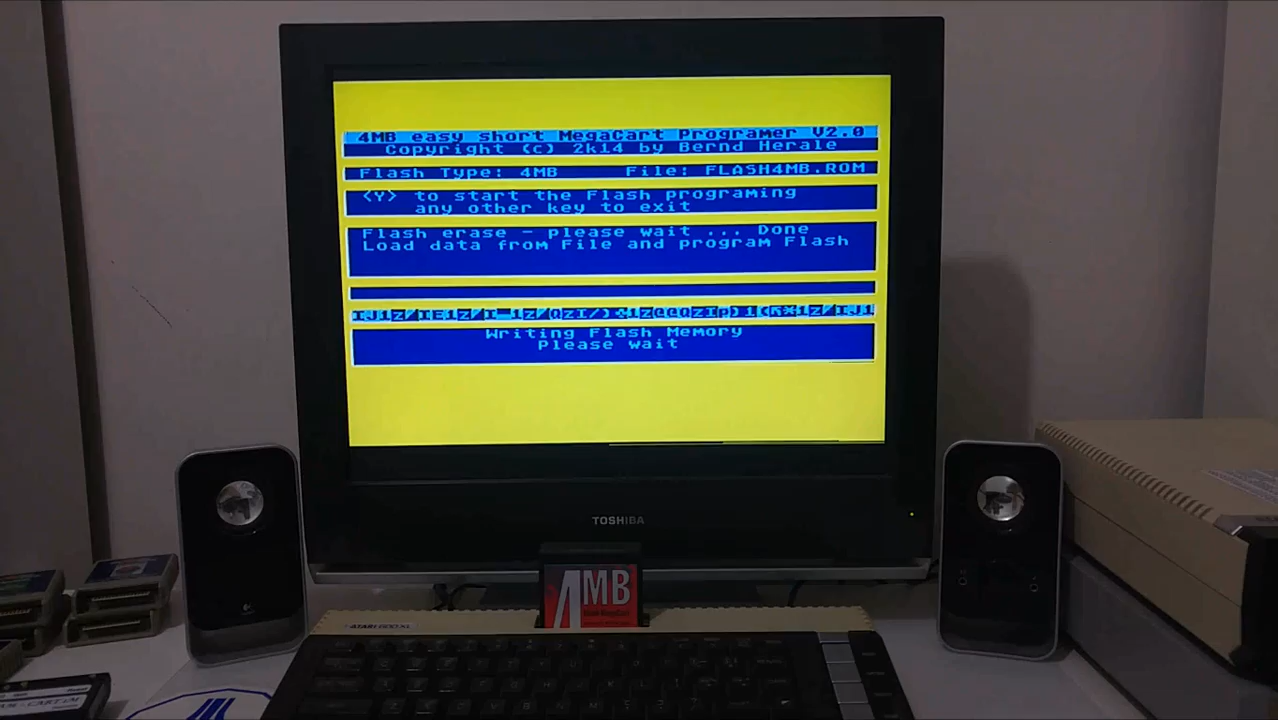 4MB easy short MegaCart Programer V2.0
Copyright (c) 2k14 by Bernd Herale
Flash Type: 4MB File: FLASH4MB.ROM
<Y> to start the Flash programing
any other key to exit
Flash erase - please wait ... Done
Load data from File and program Flash
Writing Flash Memory
Please wait
TOSHIBA
4MB
ATARI 600XL